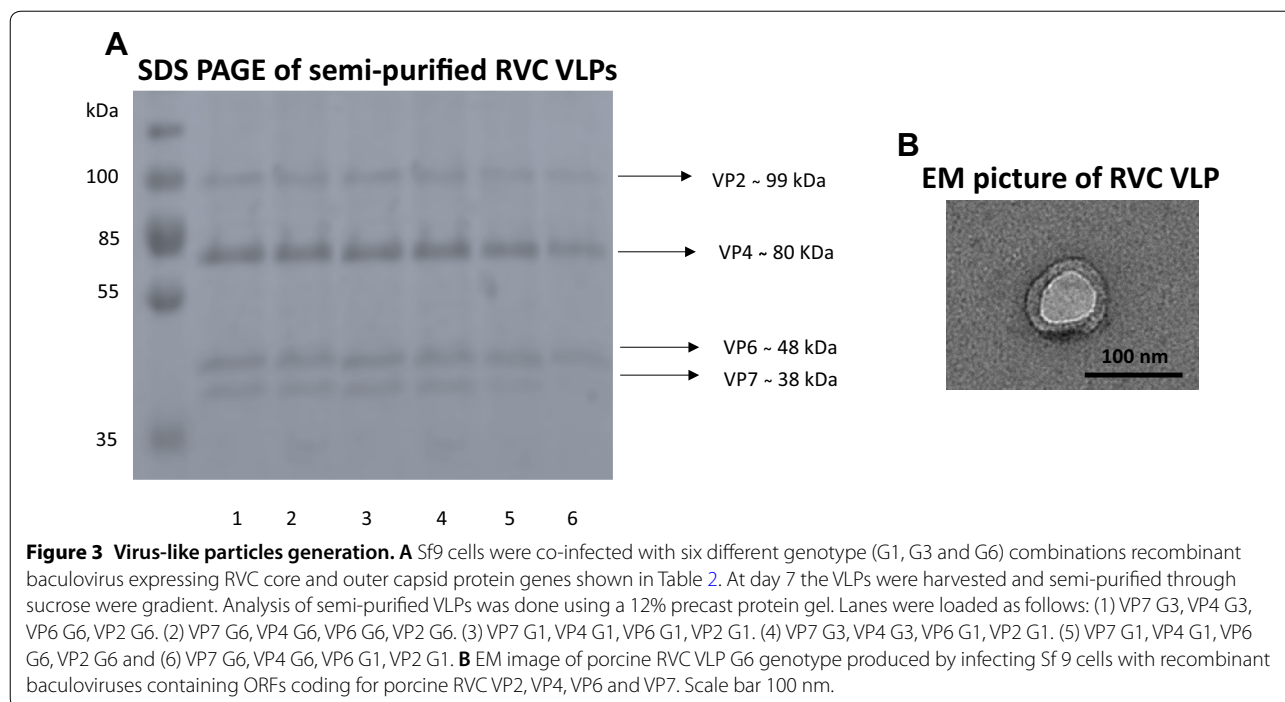 A
SDS PAGE of semi-purified RVC VLPs
kDa
100
85
55
35
VP2 ~ 99 kDa
VP4 ~ 80 KDa
VP6 ~ 48 kDa
VP7 ~ 38 kDa
1 2 3 4 5 6
B
EM picture of RVC VLP
100 nm
Figure 3 Virus-like particles generation. A Sf9 cells were co-infected with six different genotype (G1, G3 and G6) combinations recombinant
baculovirus expressing RVC core and outer capsid protein genes shown in Table 2. At day 7 the VLPs were harvested and semi-purified through
sucrose were gradient. Analysis of semi-purified VLPs was done using a 12% precast protein gel. Lanes were loaded as follows: (1) VP7 G3, VP4 G3,
VP6 G6, VP2 G6. (2) VP7 G6, VP4 G6, VP6 G6, VP2 G6. (3) VP7 G1, VP4 G1, VP6 G1, VP2 G1. (4) VP7 G3, VP4 G3, VP6 G1, VP2 G1. (5) VP7 G1, VP4 G1, VP6
G6, VP2 G6 and (6) VP7 G6, VP4 G6, VP6 G1, VP2 G1. B EM image of porcine RVC VLP G6 genotype produced by infecting Sf 9 cells with recombinant
baculoviruses containing ORFs coding for porcine RVC VP2, VP4, VP6 and VP7. Scale bar 100 nm.